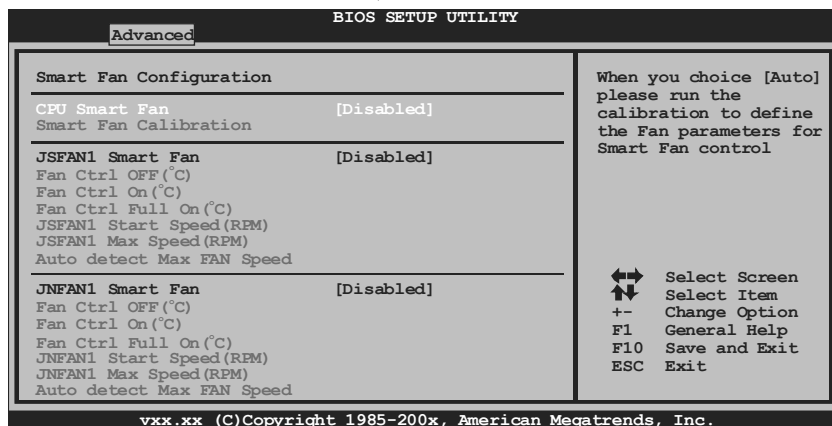 BIOS SETUP UTILITY
Advanced
Smart Fan Configuration
CPU Smart Fan [Disabled]
Smart Fan Calibration
JSFAN1 Smart Fan [Disabled]
Fan Ctrl OFF(°C)
Fan Ctrl On(°C)
Fan Ctrl Full On(°C)
JSFAN1 Start Speed(RPM)
JSFAN1 Max Speed(RPM)
Auto detect Max FAN Speed
JNFAN1 Smart Fan [Disabled]
Fan Ctrl OFF(°C)
Fan Ctrl On(°C)
Fan Ctrl Full On(°C)
JNFAN1 Start Speed(RPM)
JNFAN1 Max Speed(RPM)
Auto detect Max FAN Speed
When you choice [Auto]
please run the
calibration to define
the Fan parameters for
Smart Fan control
Select Screen
Select Item
+- Change Option
F1 General Help
F10 Save and Exit
ESC Exit
vxx.xx (C)Copyright 1985-200x, American Megatrends, Inc.